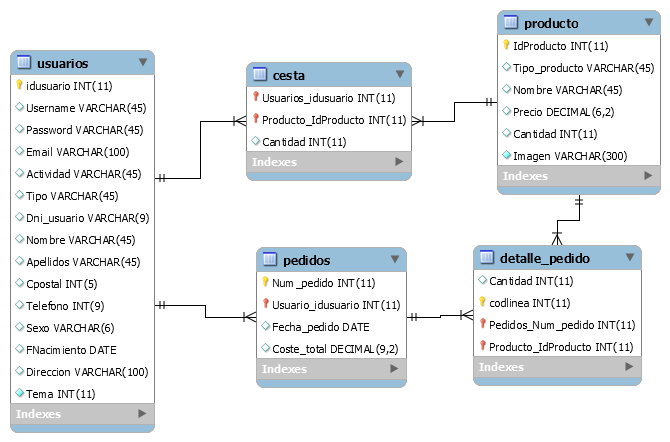 usuarios
idusuario INT(11)
Username VARCHAR(45)
Password VARCHAR(45)
Email VARCHAR(100)
Actividad VARCHAR(45)
Tipo VARCHAR(45)
Dni_usuario VARCHAR(9)
Nombre VARCHAR(45)
Apellidos VARCHAR(45)
Cpostal INT(5)
Telefono INT(9)
Sexo VARCHAR(6)
FNacimiento DATE
Direccion VARCHAR(100)
Tema INT(11)
Indexes
cesta
Usuarios_idusuario INT(11)
Producto_IdProducto INT(11)
Cantidad INT(11)
Indexes
producto
IdProducto INT(11)
Tipo_producto VARCHAR(45)
Nombre VARCHAR(45)
Precio DECIMAL(6,2)
Cantidad INT(11)
Imagen VARCHAR(300)
Indexes
pedidos
Num_pedido INT(11)
Usuario_idusuario INT(11)
Fecha_pedido DATE
Coste_total DECIMAL(9,2)
Indexes
detalle_pedido
Cantidad INT(11)
codlinea INT(11)
Pedidos_Num_pedido INT(11)
Producto_IdProducto INT(11)
Indexes